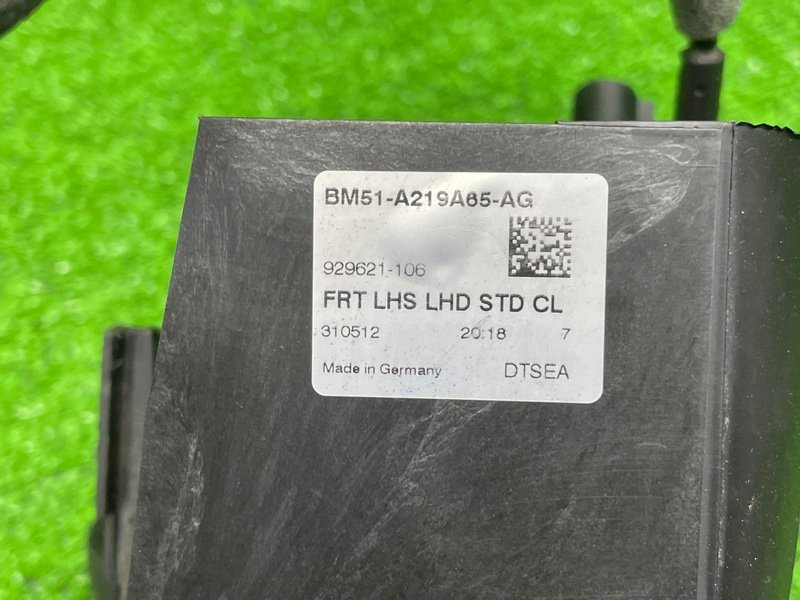 BM51-A219A65-AG
929621-106
FRT LHS LHD STD CL
310512 20:18 7
Made in Germany DTSEA